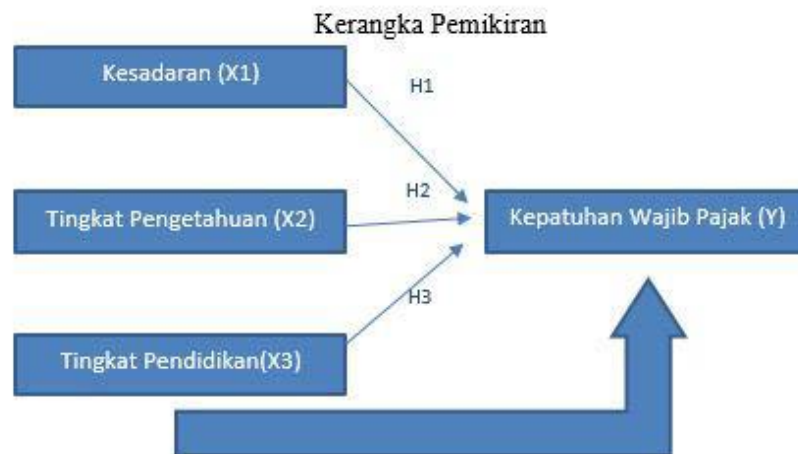 Kerangka Pemikiran
Kesadaran (X1)
H1
Tingkat Pengetahuan (X2)
H2
Kepatuhan Wajib Pajak (Y)
H3
Tingkat Pendidikan(X3)